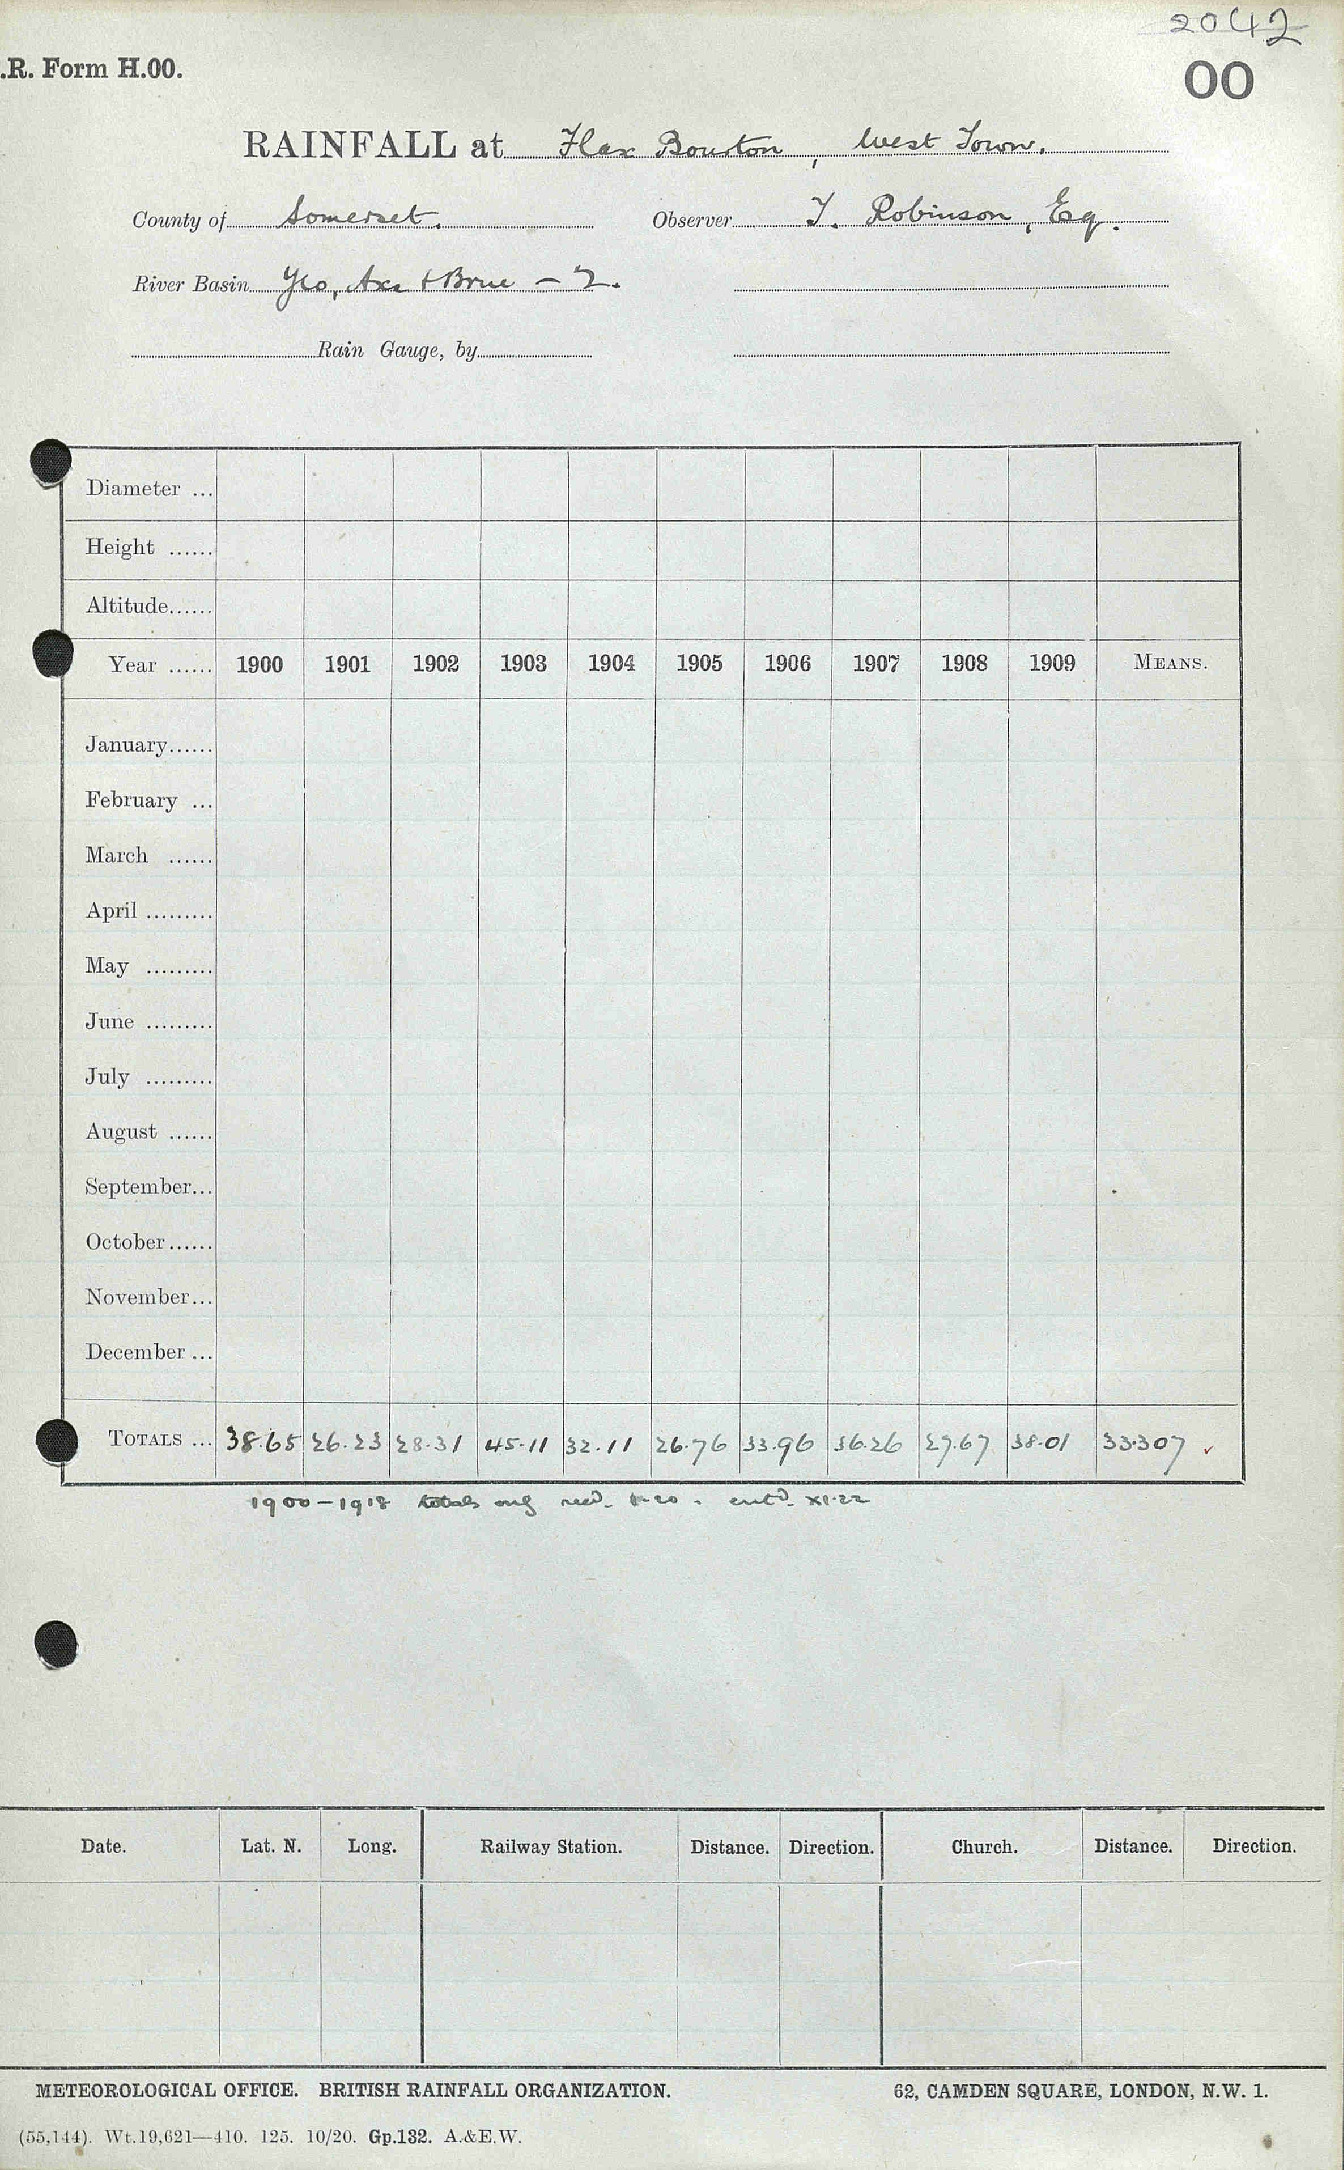 2042
.R. Form H.00.
00
RAINFALL at Flax Bourton, West Town.
County of Somerset. Observer T. Robinson, Esq.
River Basin Yeo, Axe & Brue - 2.
Rain Gauge, by
Diameter ...
Height ......
Altitude......
Year ...... 1900 1901 1902 1903 1904 1905 1906 1907 1908 1909 MEANS.
January......
February ...
March ......
April .........
May .........
June .........
July .........
August ......
September...
October......
November...
December ...
TOTALS ... 38.65 26.23 28.31 45.11 32.11 26.76 33.96 36.26 27.67 38.01 33.307 ✓
1900-1918 totals only recd. -20. entd. XI.22
Date. Lat. N. Long. Railway Station. Distance. Direction. Church. Distance. Direction.
METEOROLOGICAL OFFICE. BRITISH RAINFALL ORGANIZATION. 62, CAMDEN SQUARE, LONDON, N.W. 1.
(55,144). Wt.19,621—410. 125. 10/20. Gp.132. A.&E.W.